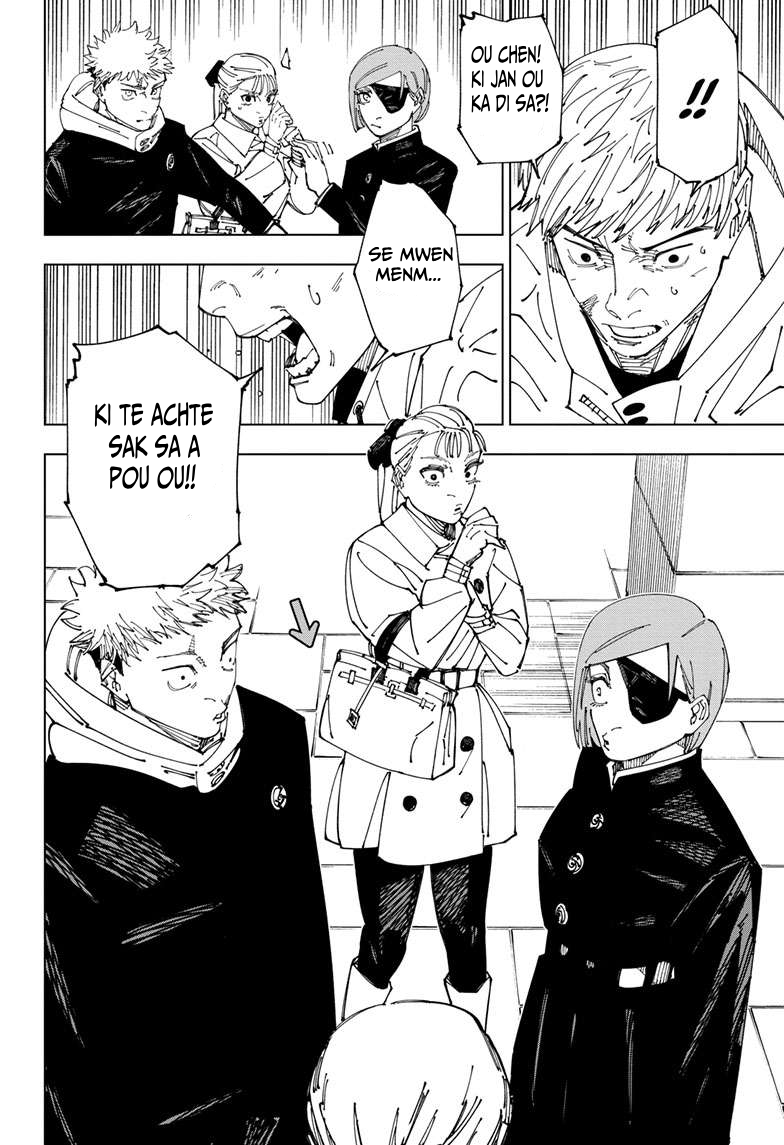 !!
OU CHEN!
KI JAN OU
KA DI SA?!
SE MWEN
MENM...
KI TE ACHTE
SAK SA A
POU OU!!